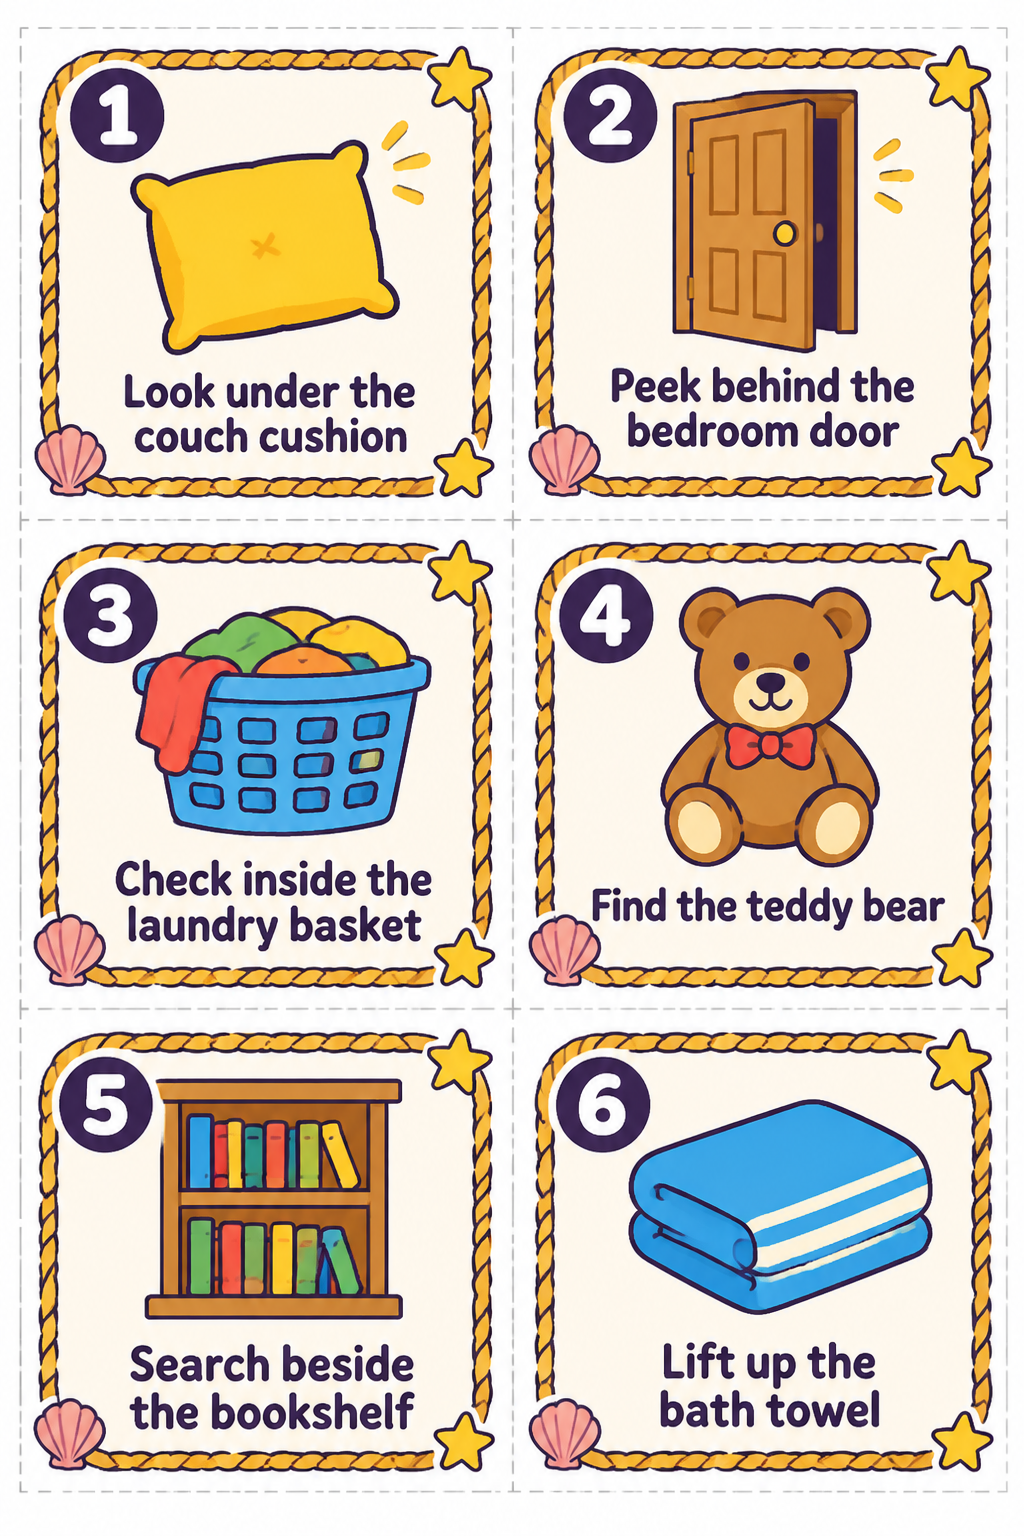 1
Look under the
couch cushion
2
Peek behind the
bedroom door
3
Check inside the
laundry basket
4
Find the teddy bear
5
Search beside
the bookshelf
6
Lift up the
bath towel